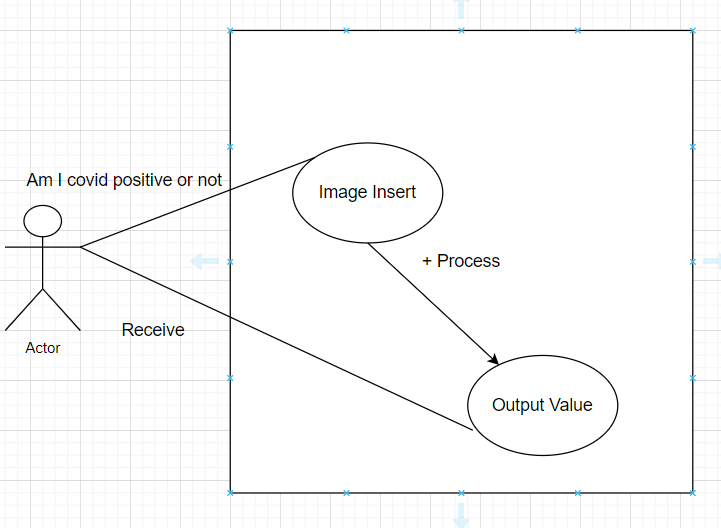 Am I covid positive or not
Image Insert
+ Process
Receive
Actor
Output Value